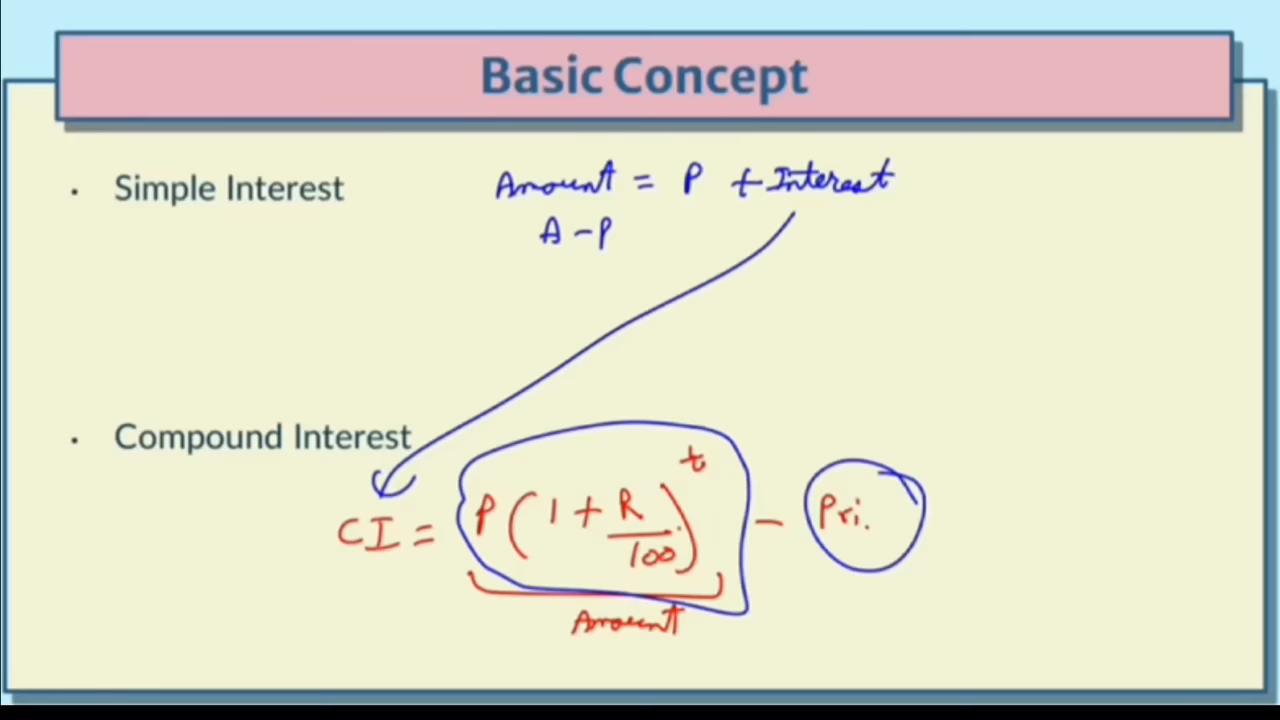 Basic Concept
· Simple Interest
Amount = P + Interest
A - P
· Compound Interest
CI = P(1 + R/100)^t - Pri.
Amount